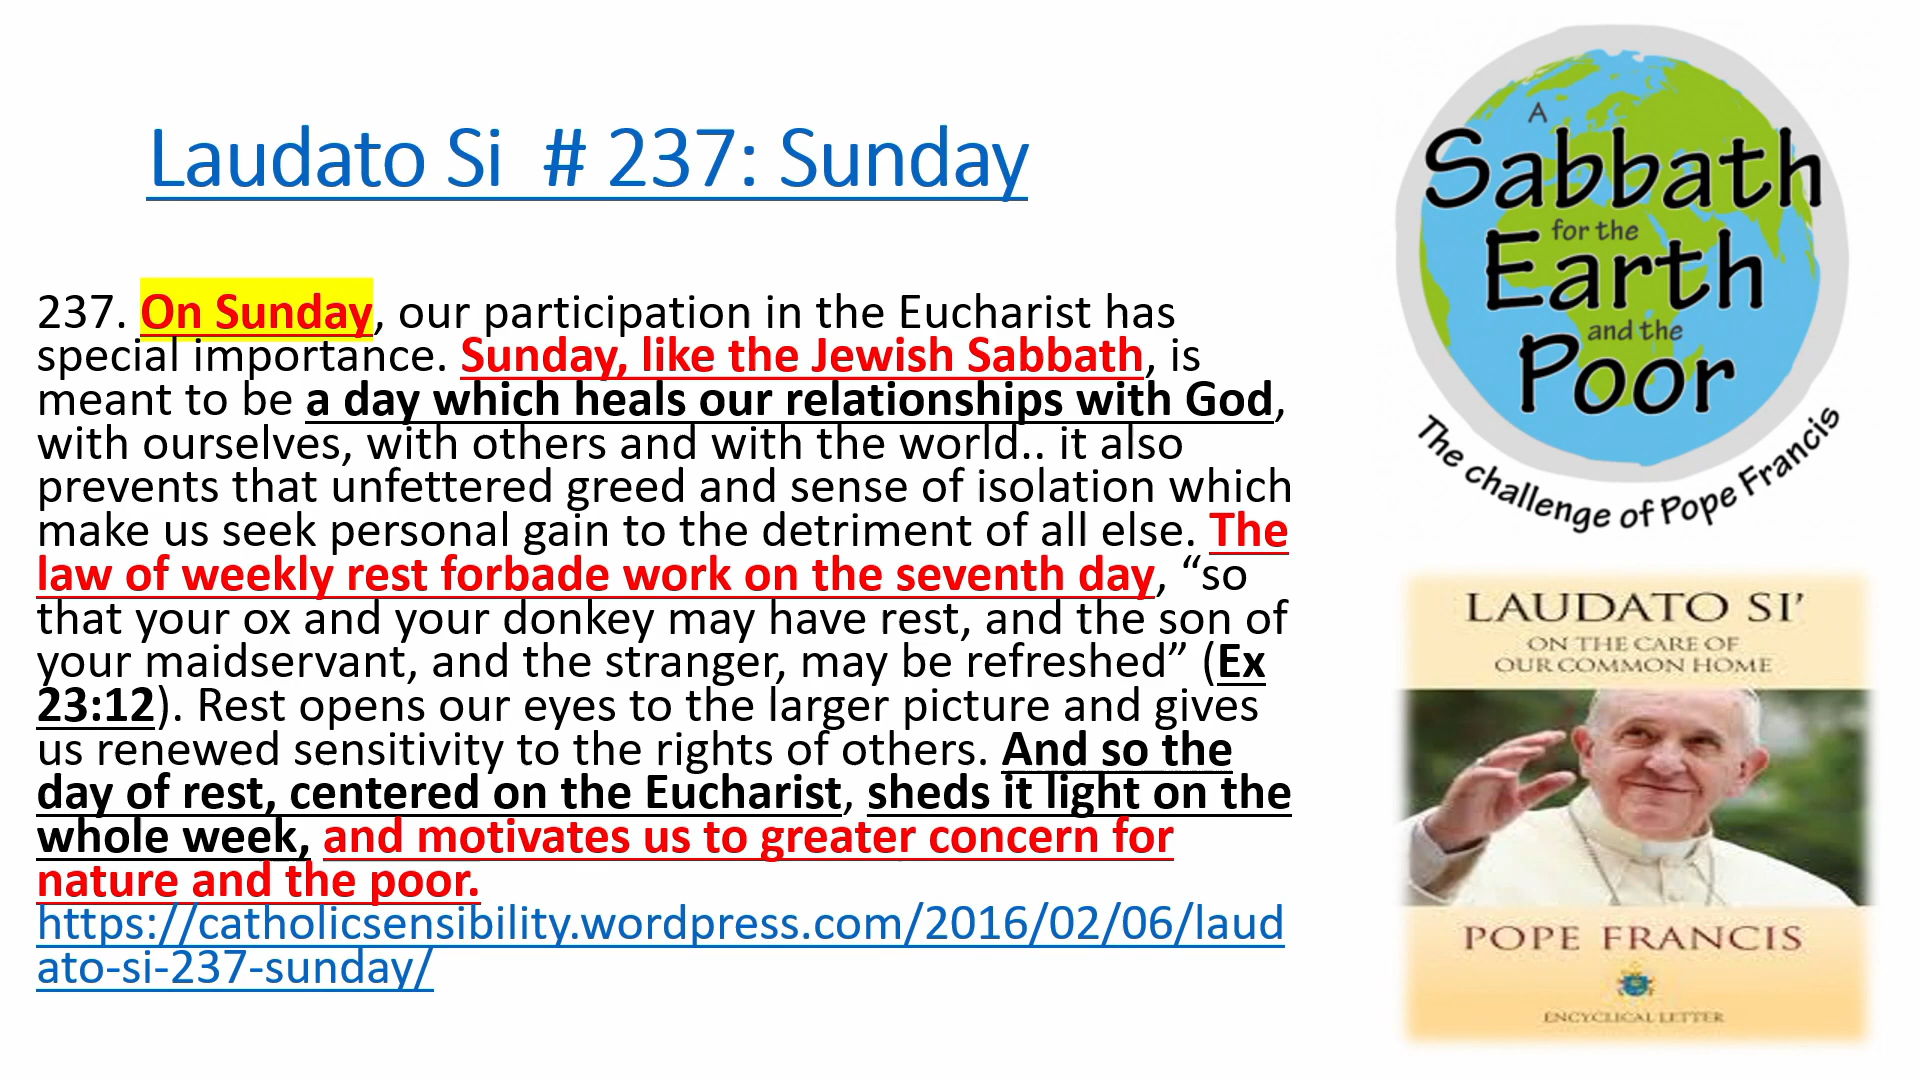 Laudato Si  # 237: Sunday
237. On Sunday, our participation in the Eucharist has
special importance. Sunday, like the Jewish Sabbath, is
meant to be a day which heals our relationships with God,
with ourselves, with others and with the world.. it also
prevents that unfettered greed and sense of isolation which
make us seek personal gain to the detriment of all else. The
law of weekly rest forbade work on the seventh day, “so
that your ox and your donkey may have rest, and the son of
your maidservant, and the stranger, may be refreshed” (Ex
23:12). Rest opens our eyes to the larger picture and gives
us renewed sensitivity to the rights of others. And so the
day of rest, centered on the Eucharist, sheds it light on the
whole week, and motivates us to greater concern for
nature and the poor.
https://catholicsensibility.wordpress.com/2016/02/06/laud
ato-si-237-sunday/
A
Sabbath
for the
Earth
and the
Poor
The challenge of Pope Francis
LAUDATO SI’
ON THE CARE OF
OUR COMMON HOME
POPE FRANCIS
ENCYCLICAL LETTER